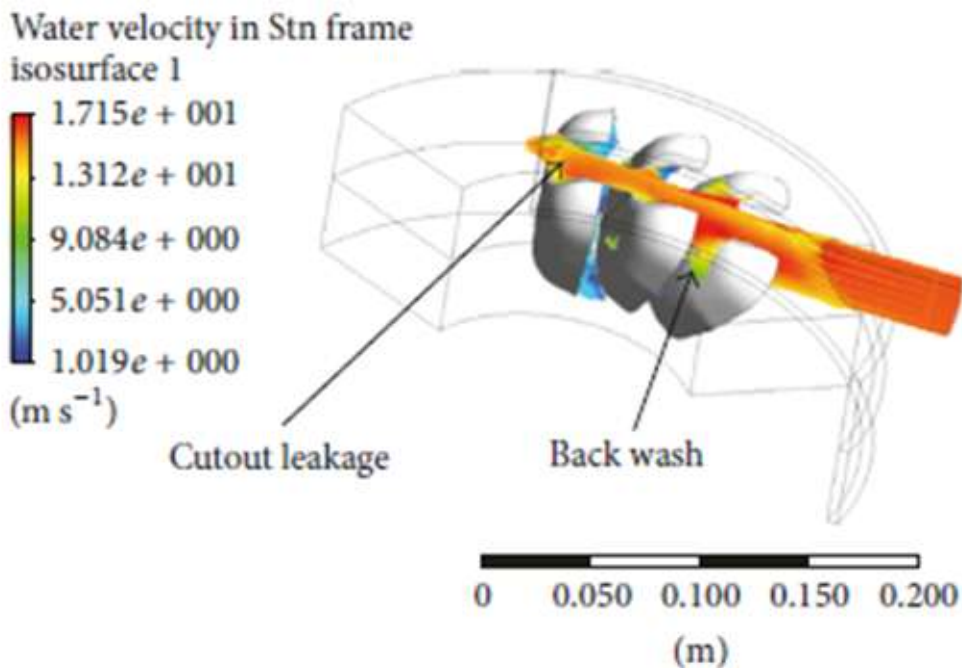 Water velocity in Stn frame
isosurface 1
1.715e + 001
1.312e + 001
9.084e + 000
5.051e + 000
1.019e + 000
(m s⁻¹)
Cutout leakage
Back wash
0 0.050 0.100 0.150 0.200
(m)